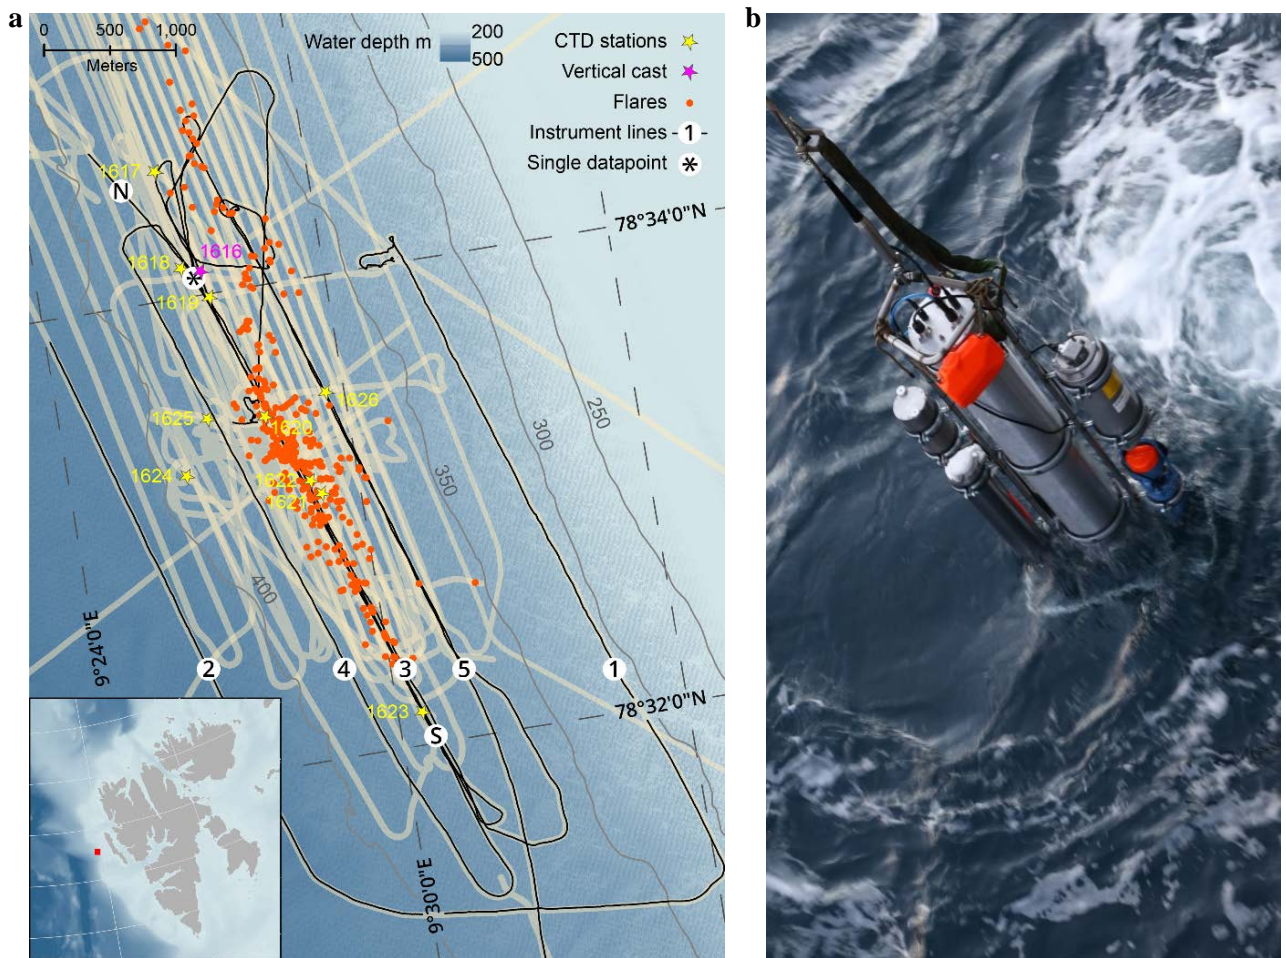 a
b
0 500 1,000
Meters
Water depth m
200
500
CTD stations
Vertical cast
Flares
Instrument lines
1
Single datapoint
*
1617
N
78°34'0"N
1616
1618
*
1619
250
300
350
1626
1625
1620
1624
1622
1621
400
9°24'0"E
2
4
3
5
1
78°32'0"N
1623
S
9°30'0"E